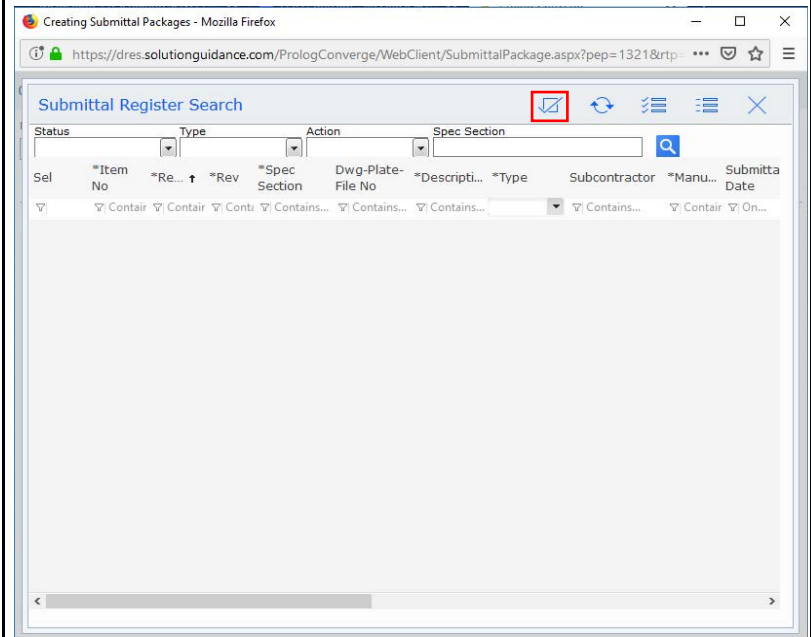 Creating Submittal Packages - Mozilla Firefox
https://dres.solutionguidance.com/PrologConverge/WebClient/SubmittalPackage.aspx?pep=1321&rtp=
Submittal Register Search
Status Type Action Spec Section
Sel *Item No *Re... *Rev *Spec Section Dwg-Plate-File No *Descripti... *Type Subcontractor *Manu... Submitta Date
Contair Contair Conta Contains... Contains... Contains... Contains... Contair On...